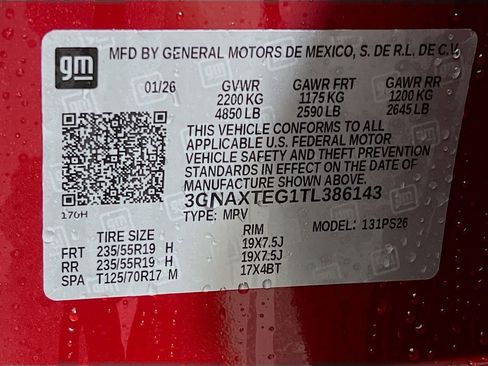 gm
MFD BY GENERAL MOTORS DE MEXICO, S. DE R.L. DE C.V.
01/26 GVWR GAWR FRT GAWR RR
2200 KG 1175 KG 1200 KG
4850 LB 2590 LB 2645 LB
THIS VEHICLE CONFORMS TO ALL
APPLICABLE U.S. FEDERAL MOTOR
VEHICLE SAFETY AND THEFT PREVENTION
STANDARDS IN EFFECT ON THE DATE OF
MANUFACTURE SHOWN ABOVE.
176H 3GNAXTEG1TL386143
TYPE: MPV MODEL: 131PS26
TIRE SIZE RIM
FRT 235/55R19 H 19X7.5J
RR 235/55R19 H 19X7.5J
SPA T125/70R17 M 17X4BT